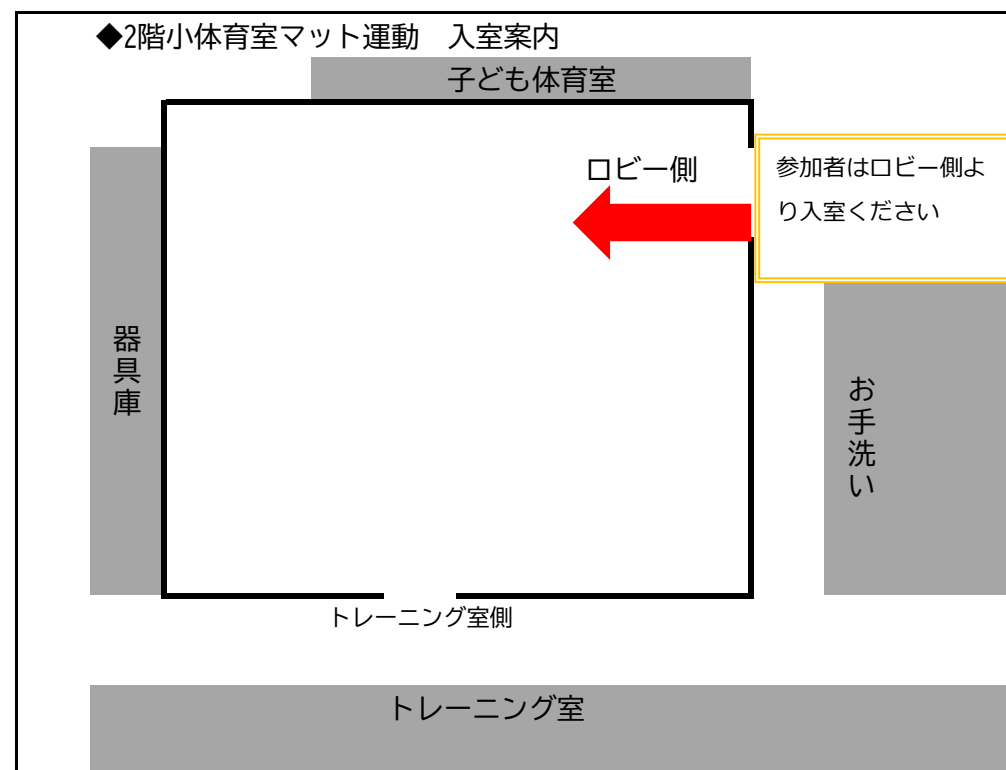 ◆2階小体育室マット運動　入室案内
子ども体育室
ロビー側
参加者はロビー側よ
り入室ください
器具庫
お手洗い
トレーニング室側
トレーニング室